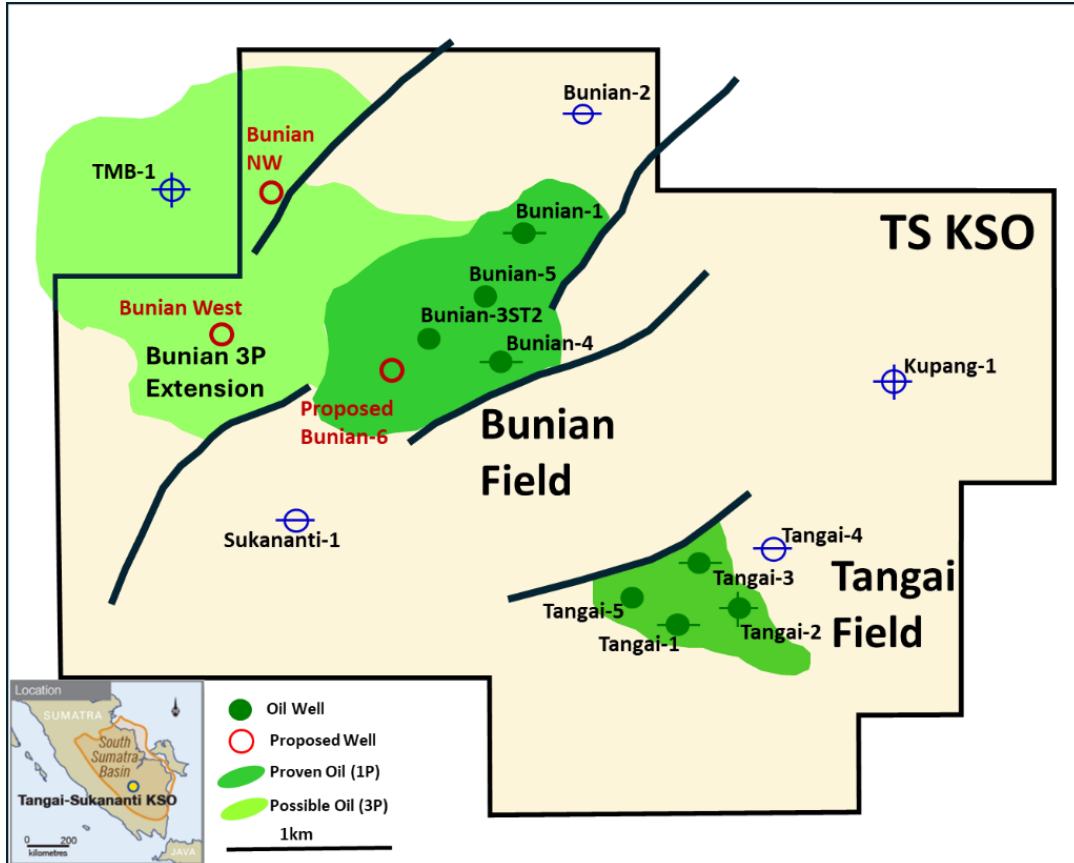 Bunian-2
Bunian
NW
TMB-1
Bunian-1
TS KSO
Bunian-5
Bunian West
Bunian-3ST2
Bunian 3P
Extension
Bunian-4
Kupang-1
Proposed
Bunian-6
Bunian
Field
Sukananti-1
Tangai-4
Tangai-3
Tangai
Field
Tangai-5
Tangai-1
Tangai-2
Location
SUMATRA
South
Sumatra
Basin
Tangai-Sukananti KSO
0 200
kilometres
JAVA
Oil Well
Proposed Well
Proven Oil (1P)
Possible Oil (3P)
1km